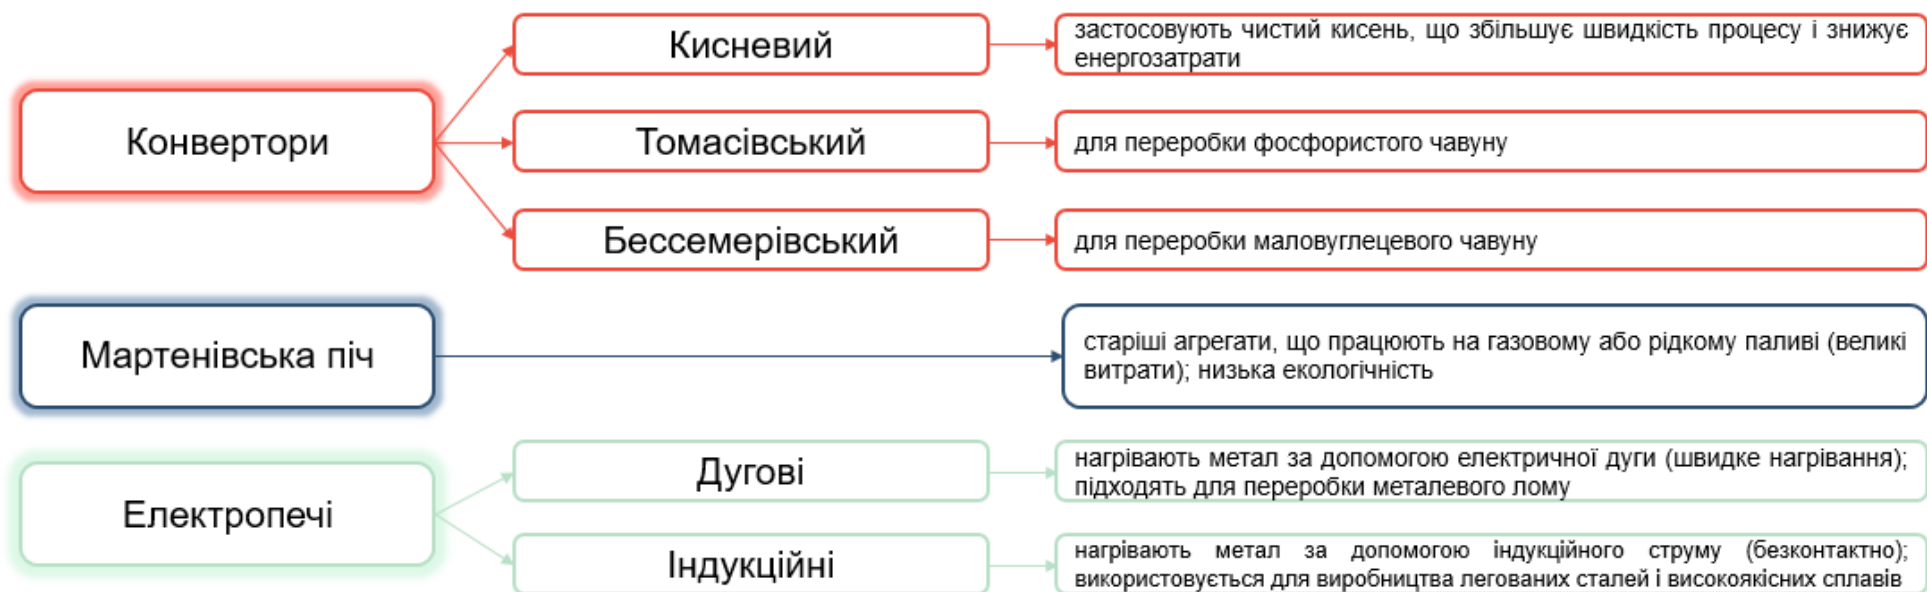 Конвертори
Кисневий
застосовують чистий кисень, що збільшує швидкість процесу і знижує
енергозатрати
Томасівський
для переробки фосфористого чавуну
Бессемерівський
для переробки маловуглецевого чавуну
Мартенівська піч
старіші агрегати, що працюють на газовому або рідкому паливі (великі
витрати); низька екологічність
Електропечі
Дугові
нагрівають метал за допомогою електричної дуги (швидке нагрівання);
підходять для переробки металевого лому
Індукційні
нагрівають метал за допомогою індукційного струму (безконтактно);
використовується для виробництва легованих сталей і високоякісних сплавів